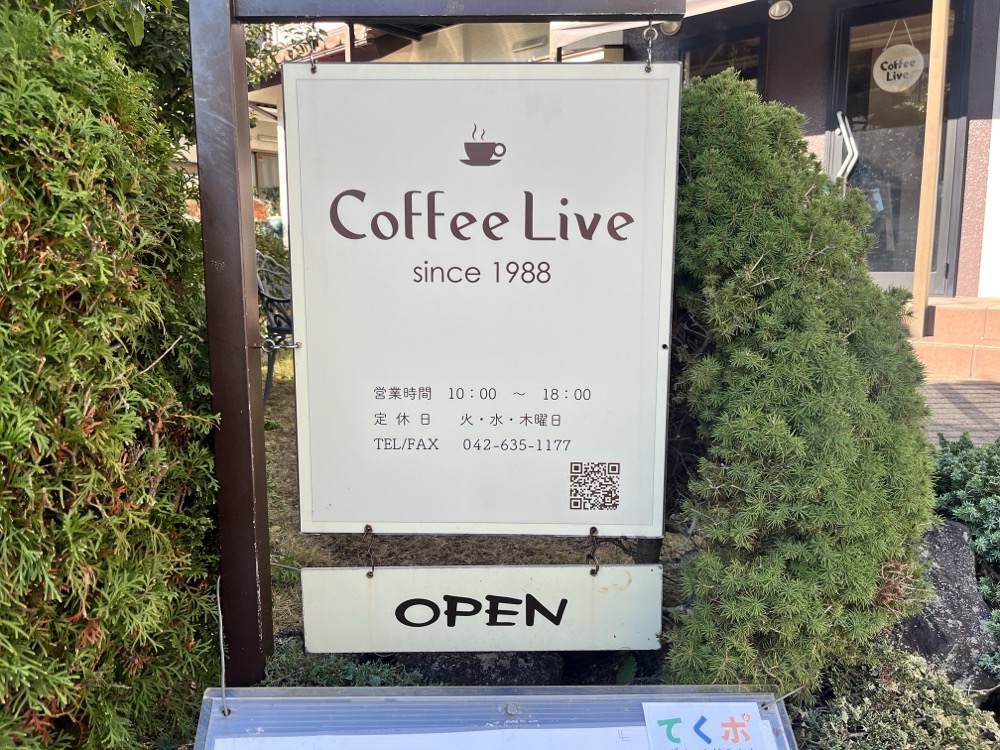 Coffee
Live
Coffee Live
since 1988
営業時間 10:00 ～ 18:00
定休日 火・水・木曜日
TEL/FAX 042-635-1177
OPEN
てくポ